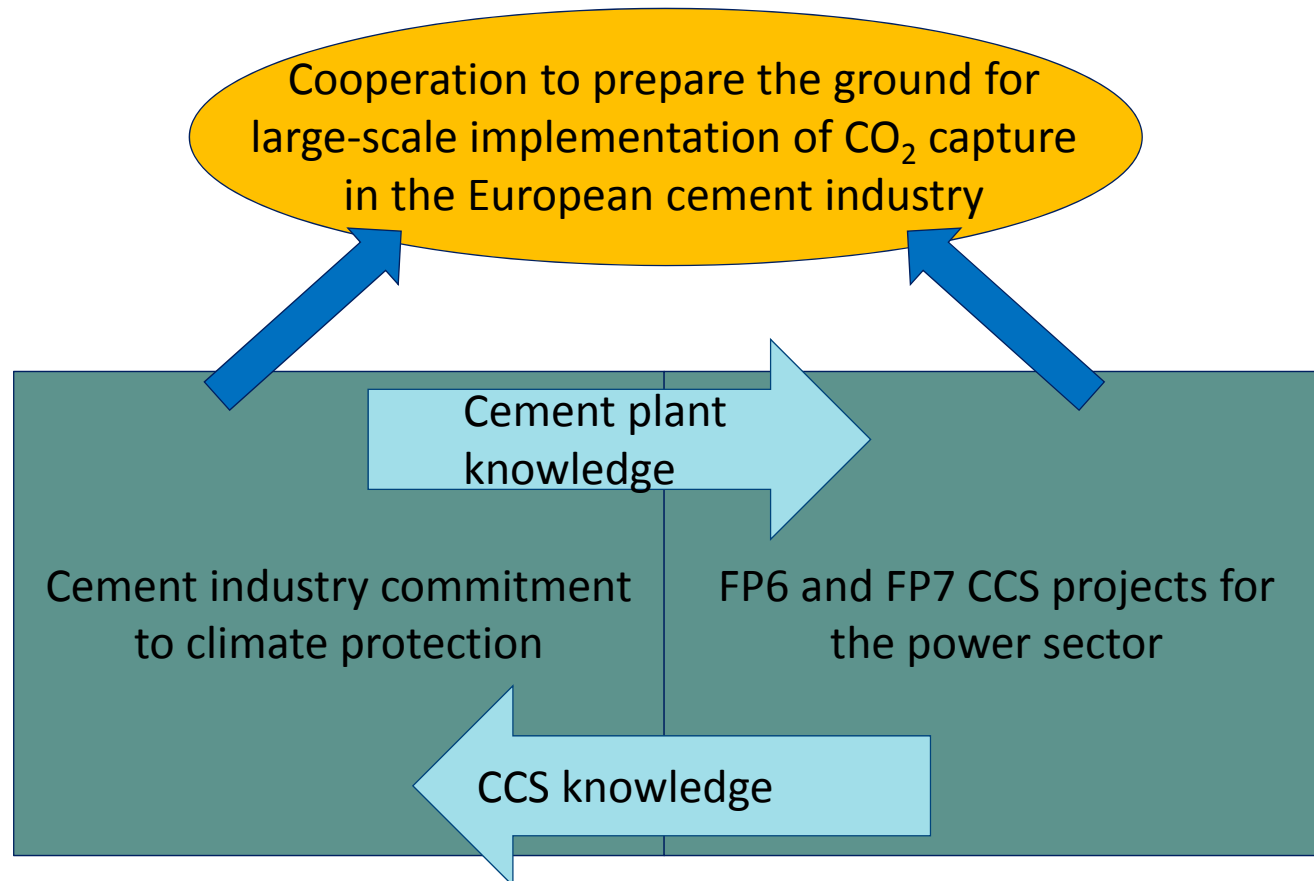 Cooperation to prepare the ground for
large-scale implementation of CO₂ capture
in the European cement industry
Cement plant
knowledge
Cement industry commitment
to climate protection
FP6 and FP7 CCS projects for
the power sector
CCS knowledge